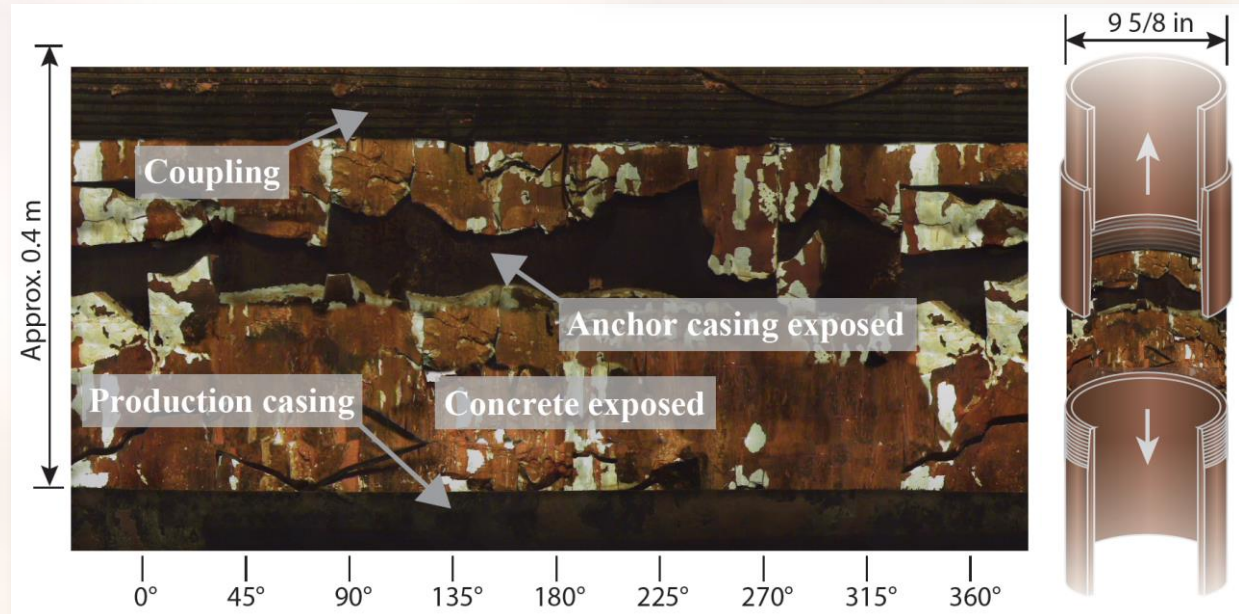 9 5/8 in
Approx. 0.4 m
Coupling
Anchor casing exposed
Production casing
Concrete exposed
0° 45° 90° 135° 180° 225° 270° 315° 360°